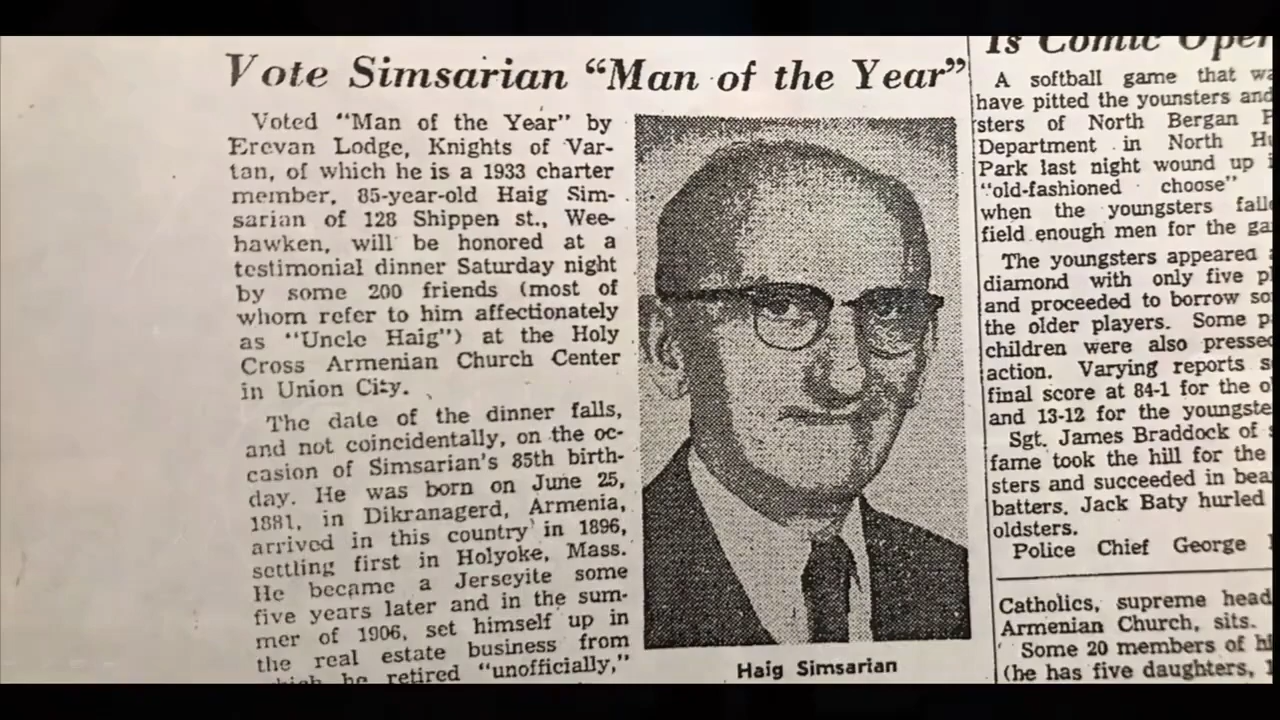 Vote Simsarian “Man of the Year”
Voted “Man of the Year” by
Erevan Lodge, Knights of Var-
tan, of which he is a 1933 charter
member, 85-year-old Haig Sim-
sarian of 128 Shippen st., Wee-
hawken, will be honored at a
testimonial dinner Saturday night
by some 200 friends (most of
whom refer to him affectionately
as “Uncle Haig”) at the Holy
Cross Armenian Church Center
in Union City.
The date of the dinner falls,
and not coincidentally, on the oc-
casion of Simsarian's 85th birth-
day. He was born on June 25,
1881, in Dikranagerd, Armenia,
arrived in this country in 1896,
settling first in Holyoke, Mass.
He became a Jerseyite some
five years later and in the sum-
mer of 1906, set himself up in
the real estate business from
he retired “unofficially,”
Haig Simsarian
Is Comic Oper
A softball game that
have pitted the younsters and
sters of North Bergan
Department in North
Park last night wound up
“old-fashioned choose”
when the youngsters
field enough men for the
The youngsters appeared
diamond with only five
and proceeded to borrow
the older players. Some
children were also pressed
action. Varying reports
final score at 84-1 for the
and 13-12 for the
Sgt. James Braddock of
fame took the hill for the
sters and succeeded in
batters. Jack Baty hurled
oldsters.
Police Chief George
Catholics, supreme head
Armenian Church, sits.
Some 20 members of
(he has five daughters,